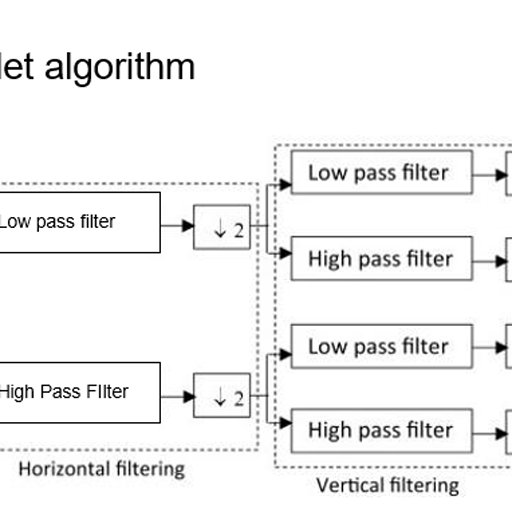 let algorithm
Low pass filter
Low pass filter
↓ 2
High pass filter
Low pass filter
High Pass FIlter
↓ 2
High pass filter
Horizontal filtering
Vertical filtering